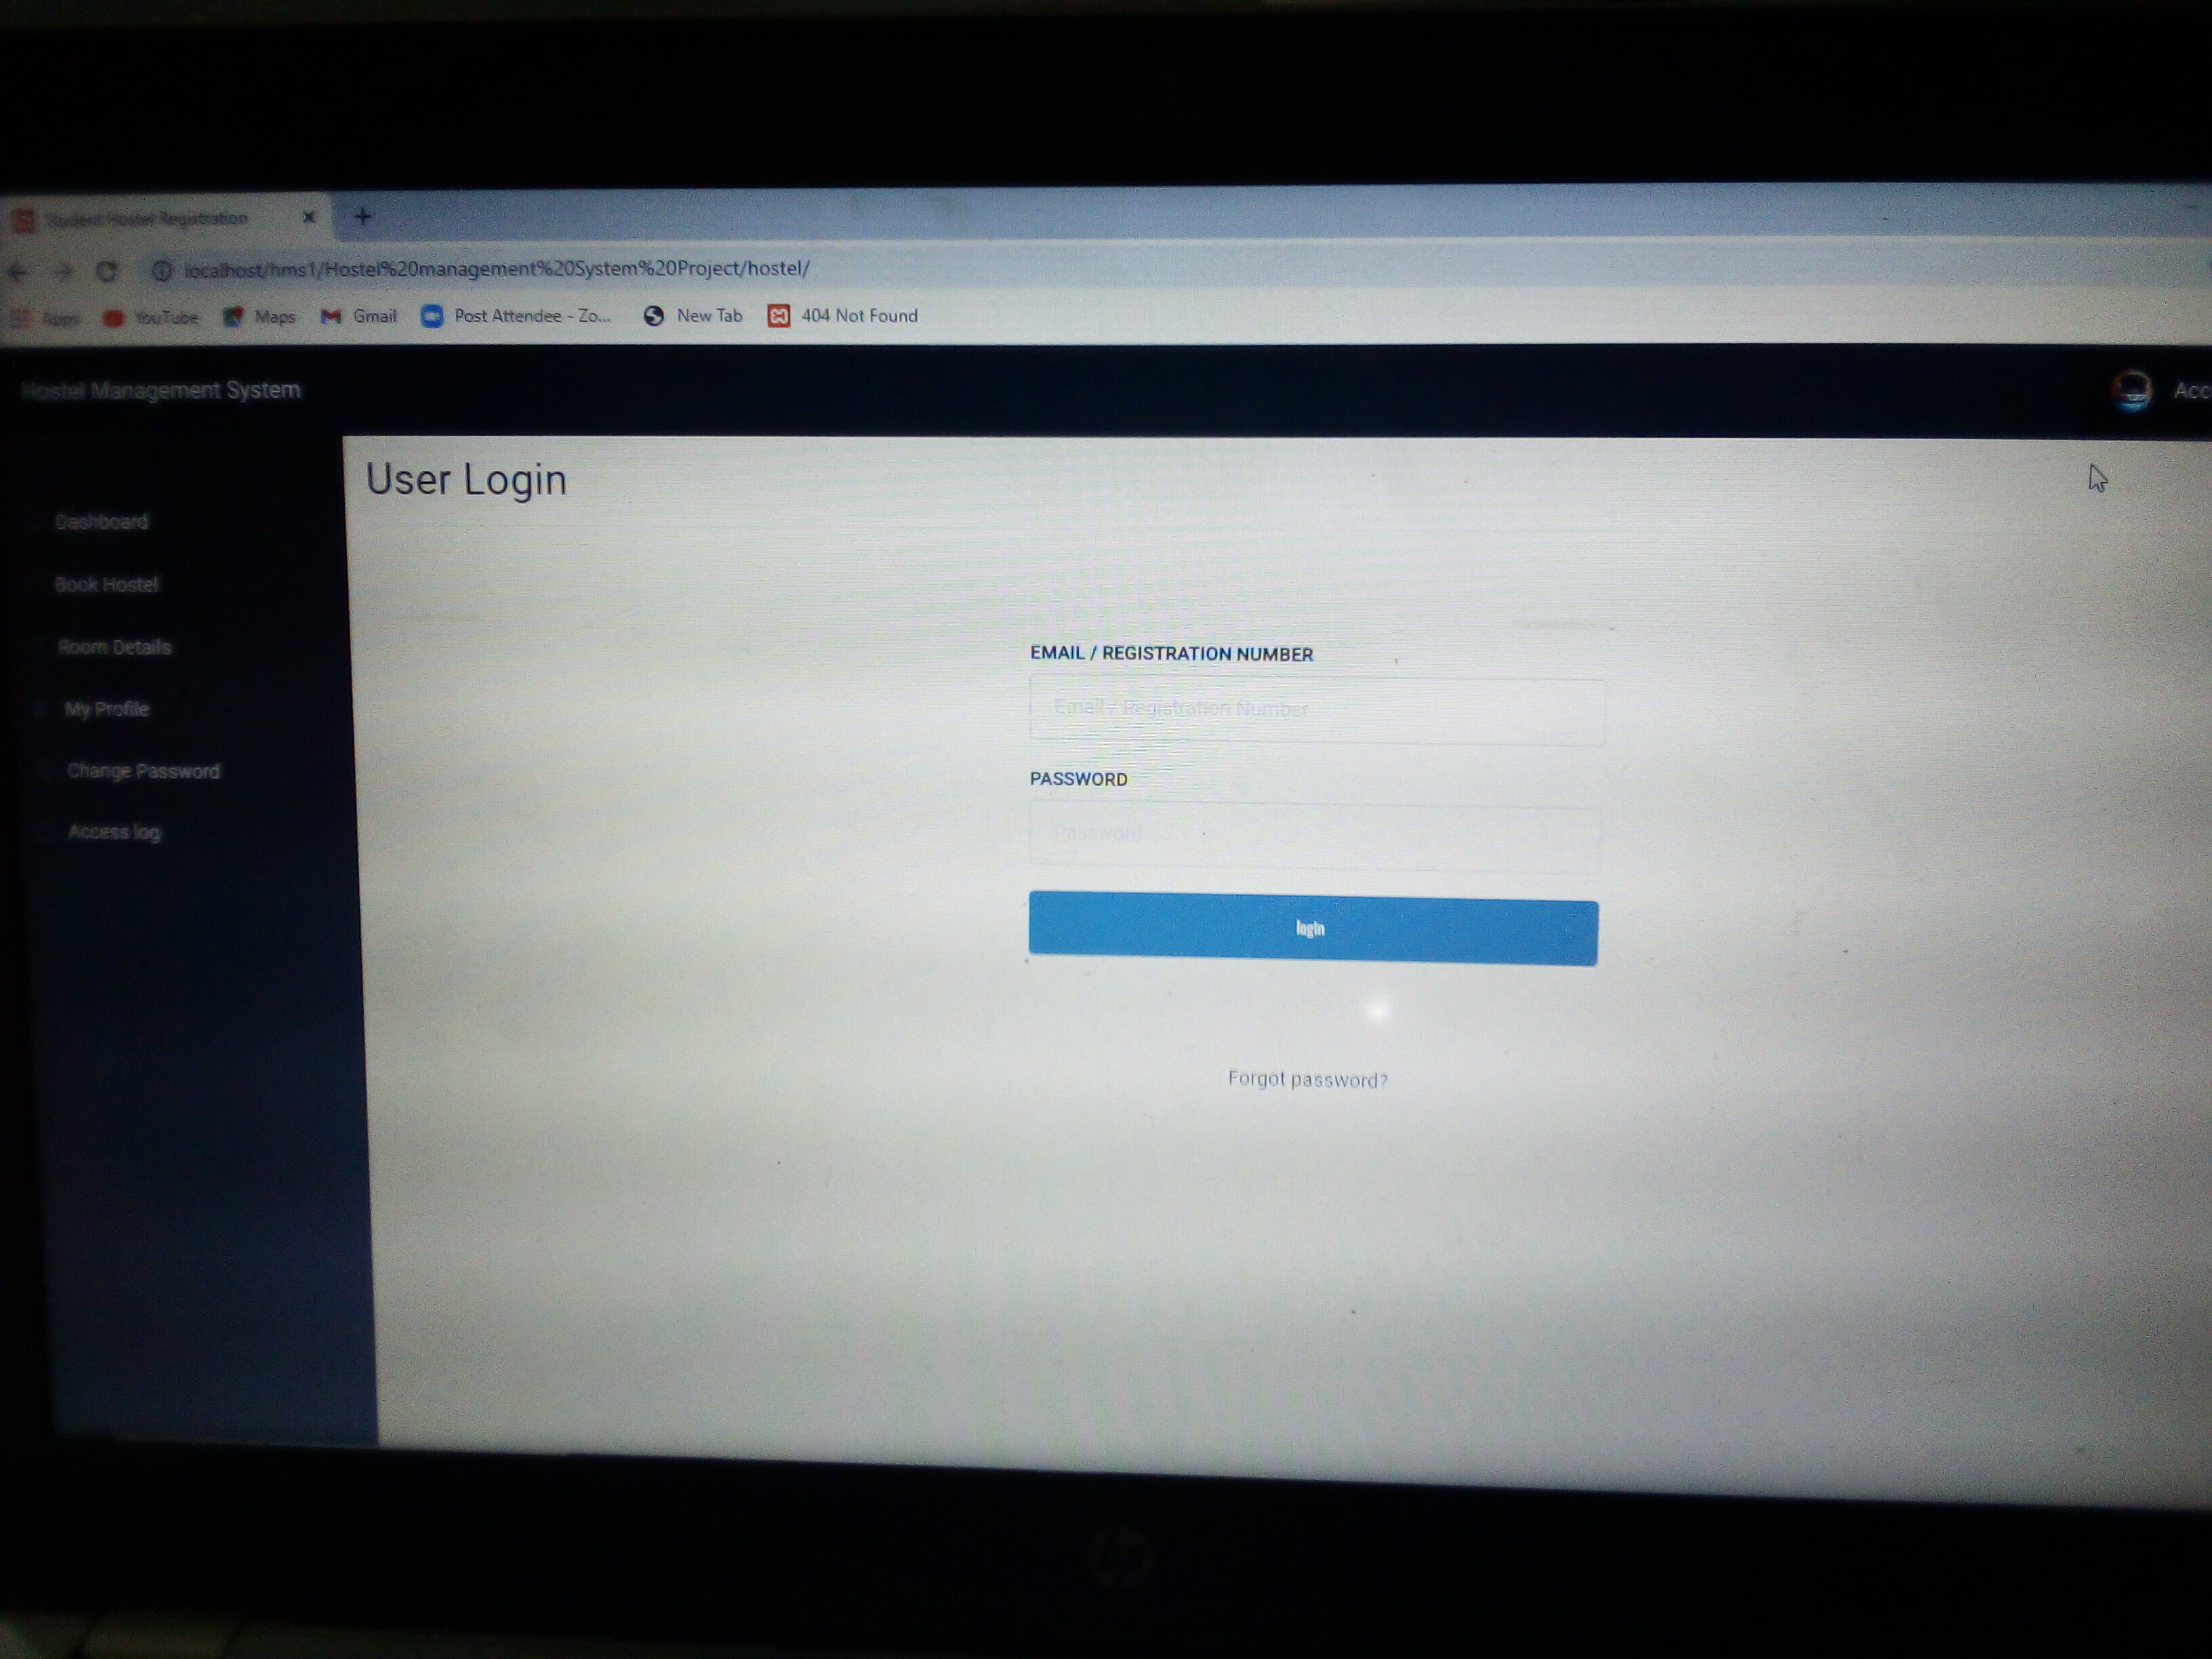 Student Hostel Registration
localhost/hms1/Hostel%20management%20System%20Project/hostel/
Apps YouTube Maps Gmail Post Attendee - Zo... New Tab 404 Not Found
Hostel Management System
Acc
User Login
Dashboard
Book Hostel
Room Details
My Profile
Change Password
Access log
EMAIL / REGISTRATION NUMBER
Email / Registration Number
PASSWORD
Password
login
Forgot password?
hp